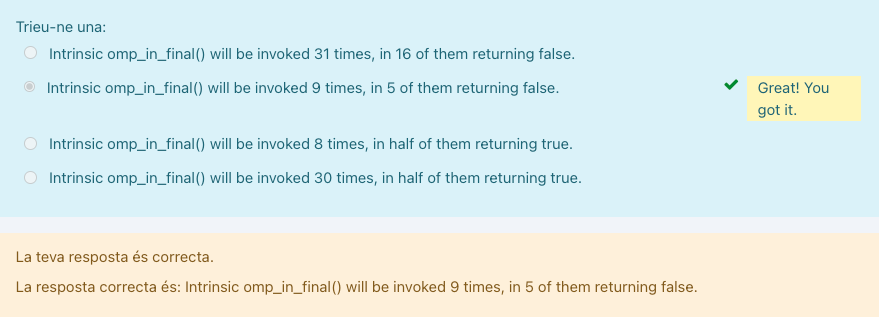 Trieu-ne una:
Intrinsic omp_in_final() will be invoked 31 times, in 16 of them returning false.
Intrinsic omp_in_final() will be invoked 9 times, in 5 of them returning false.
Great! You
got it.
Intrinsic omp_in_final() will be invoked 8 times, in half of them returning true.
Intrinsic omp_in_final() will be invoked 30 times, in half of them returning true.
La teva resposta és correcta.
La resposta correcta és: Intrinsic omp_in_final() will be invoked 9 times, in 5 of them returning false.